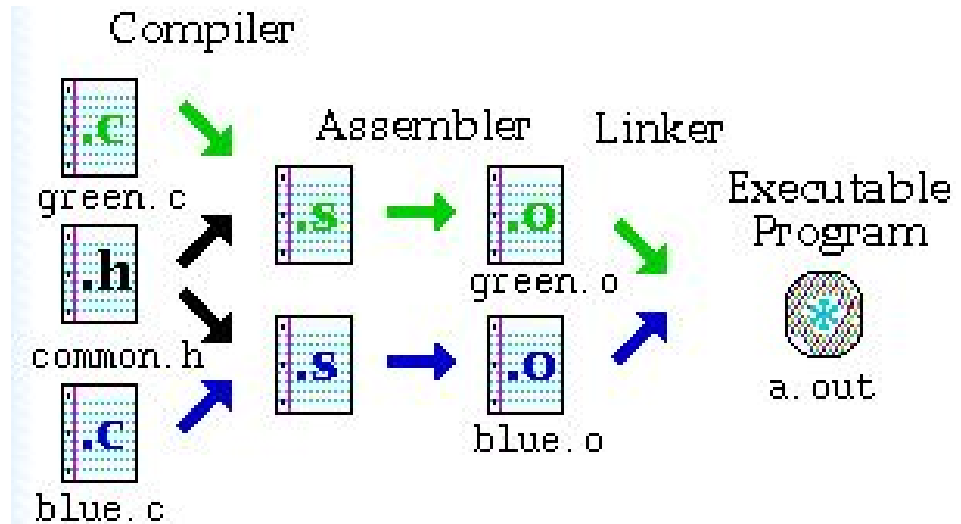 Compiler
.c
green.c
.h
common.h
.c
blue.c
Assembler
.s
.s
.o
green.o
.o
blue.o
Linker
Executable
Program
a.out